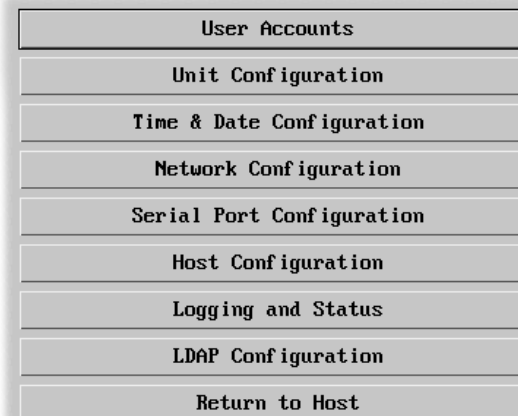 User Accounts
Unit Configuration
Time & Date Configuration
Network Configuration
Serial Port Configuration
Host Configuration
Logging and Status
LDAP Configuration
Return to Host